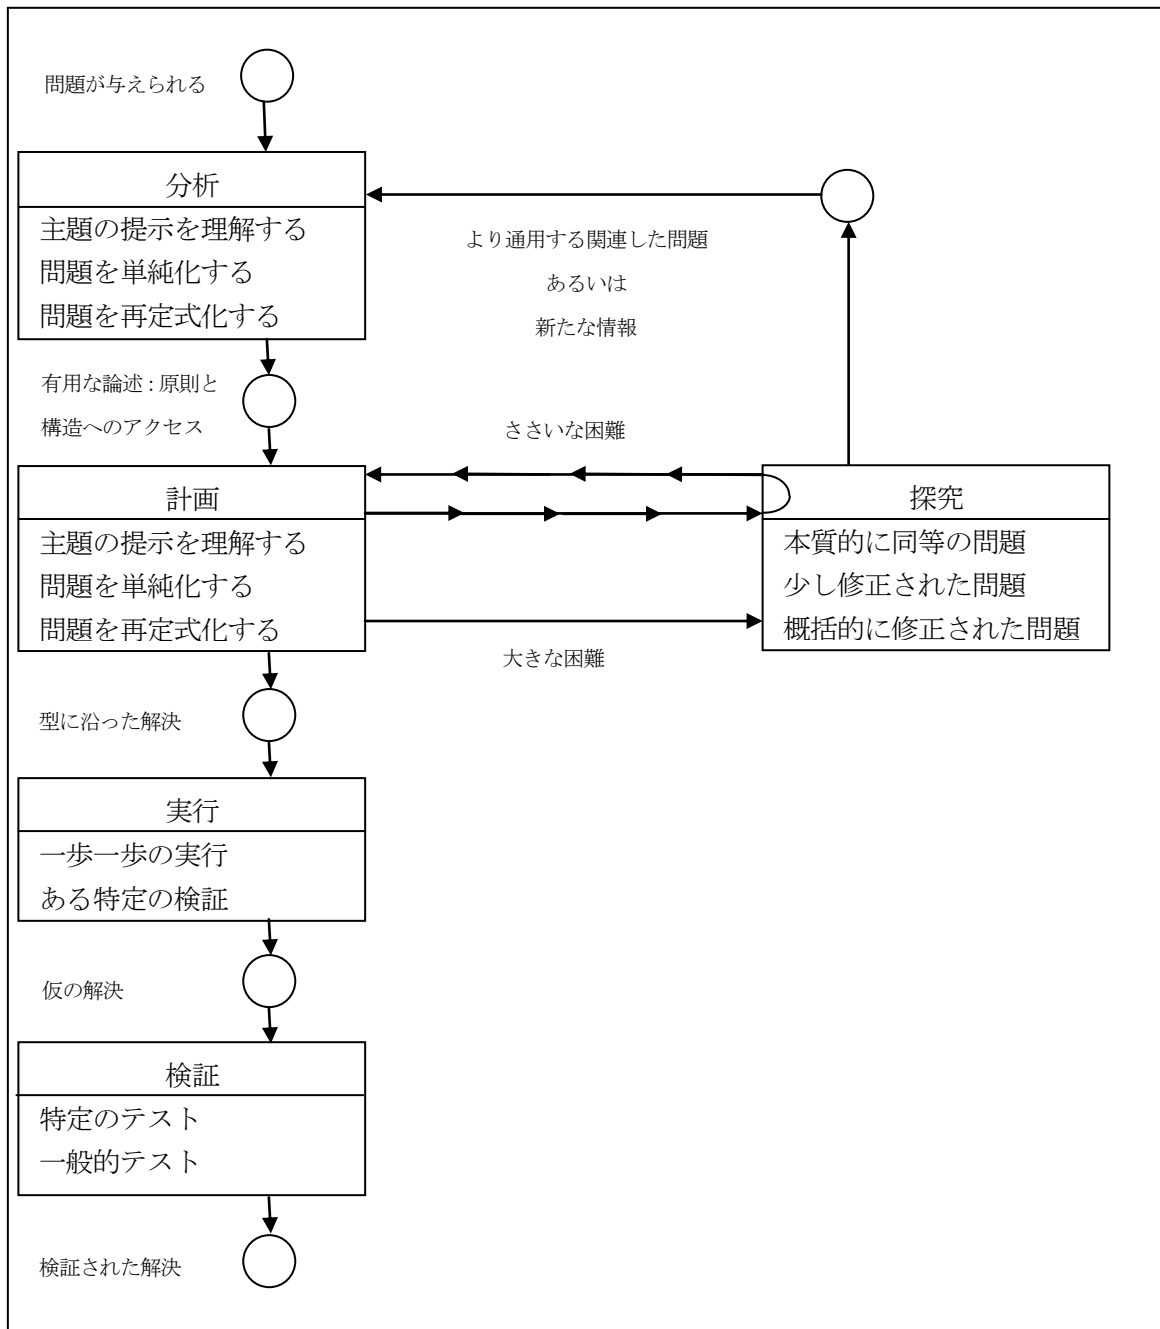 問題が与えられる
分析
主題の提示を理解する
問題を単純化する
問題を再定式化する
より通用する関連した問題
あるいは
新たな情報
有用な論述:原則と
構造へのアクセス
ささいな困難
計画
主題の提示を理解する
問題を単純化する
問題を再定式化する
探究
本質的に同等の問題
少し修正された問題
概括的に修正された問題
大きな困難
型に沿った解決
実行
一歩一歩の実行
ある特定の検証
仮の解決
検証
特定のテスト
一般的テスト
検証された解決